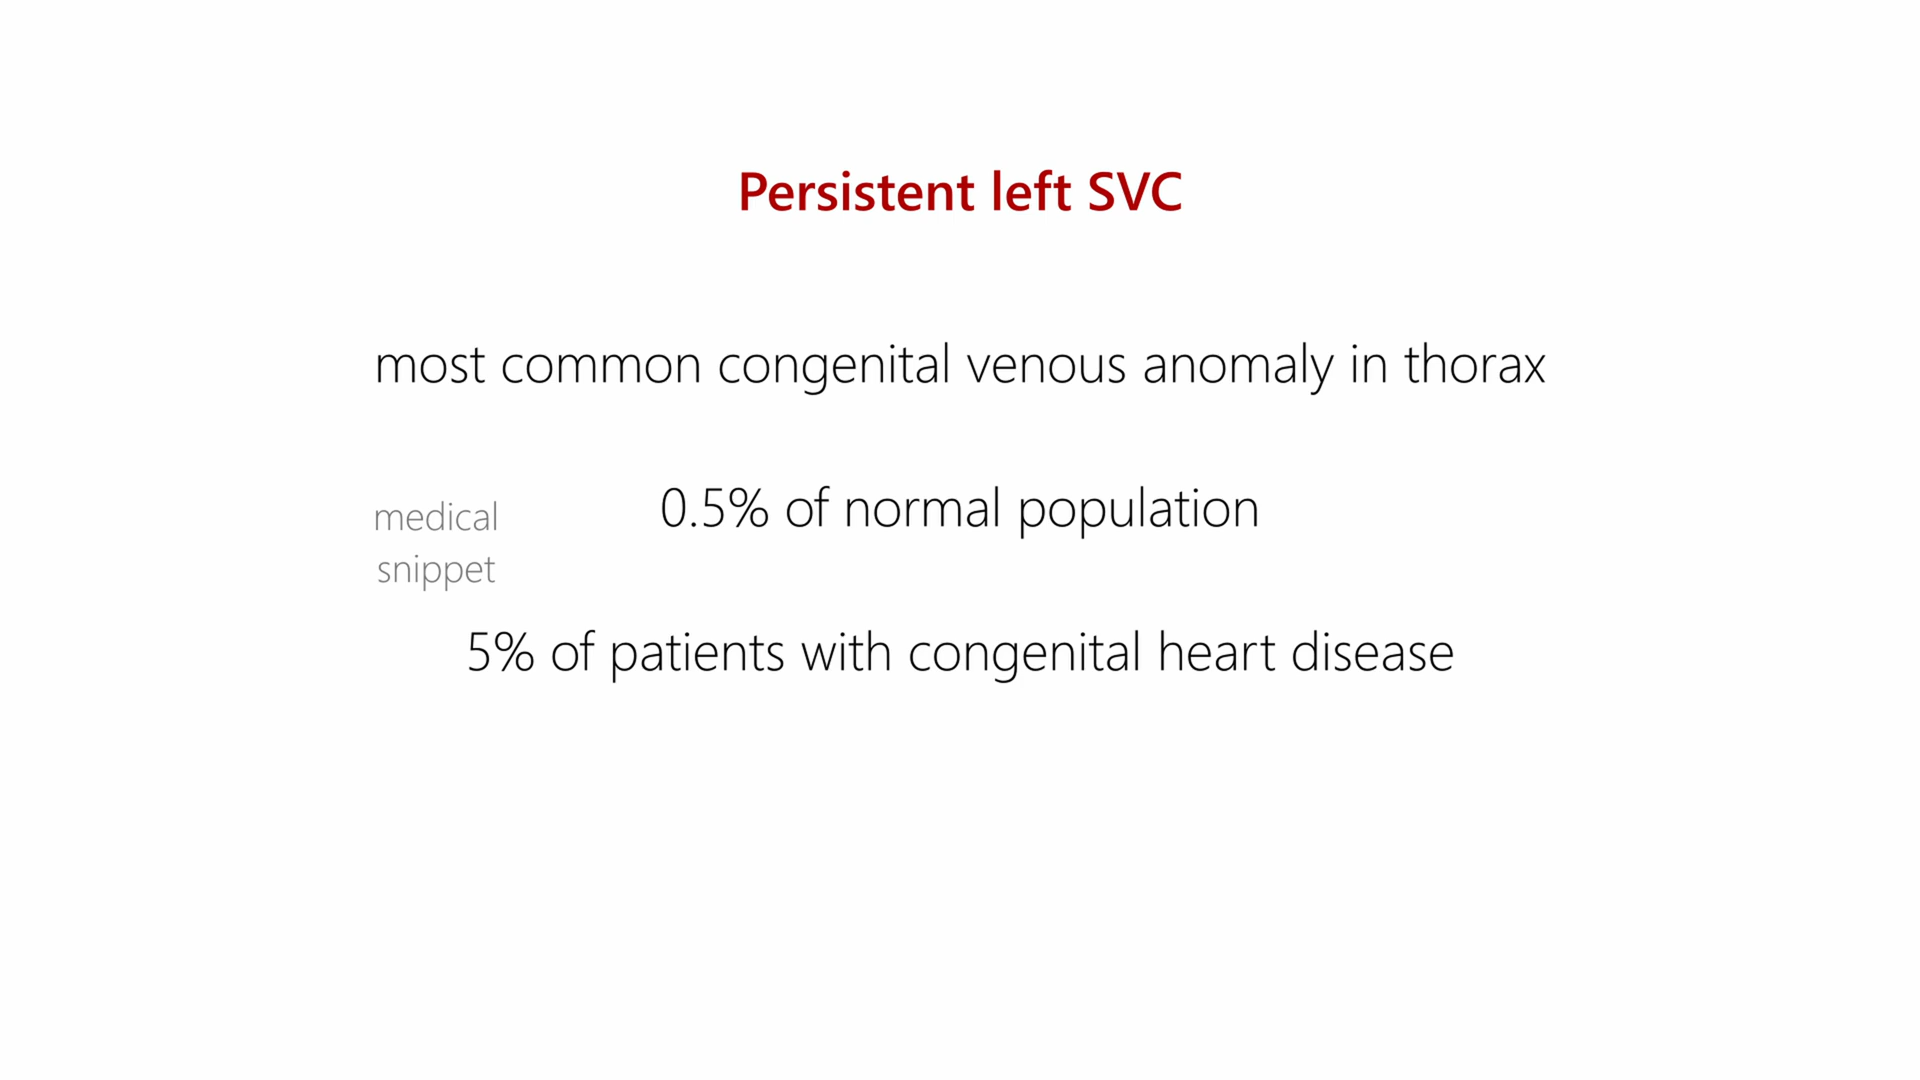 Persistent left SVC
most common congenital venous anomaly in thorax
0.5% of normal population
medical
snippet
5% of patients with congenital heart disease